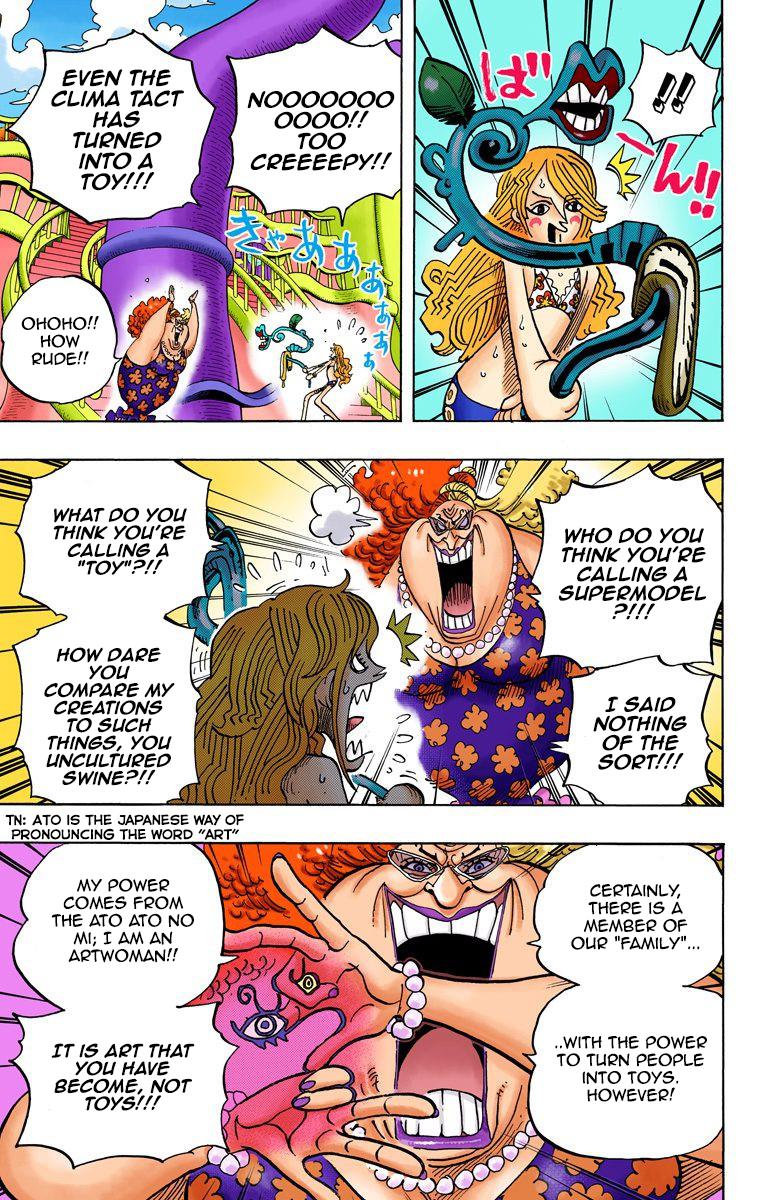 !!
ば
ーん!!
NOOOOOOO
OOOO!!
TOO
CREEEEPY!!
EVEN THE
CLIMA TACT
HAS
TURNED
INTO A
TOY!!!
きゃああああぁぁぁ
OHOHO!!
HOW
RUDE!!
WHO DO YOU
THINK YOU'RE
CALLING A
SUPERMODEL
?!!!
I SAID
NOTHING
OF THE
SORT!!!
WHAT DO YOU
THINK YOU'RE
CALLING A
"TOY"?!!
HOW DARE
YOU
COMPARE MY
CREATIONS
TO SUCH
THINGS, YOU
UNCULTURED
SWINE?!!
TN: ATO IS THE JAPANESE WAY OF
PRONOUNCING THE WORD "ART"
CERTAINLY,
THERE IS A
MEMBER OF
OUR "FAMILY"...
..WITH THE POWER
TO TURN PEOPLE
INTO TOYS.
HOWEVER!
MY POWER
COMES FROM
THE ATO ATO NO
MI; I AM AN
ARTWOMAN!!
IT IS ART THAT
YOU HAVE
BECOME, NOT
TOYS!!!